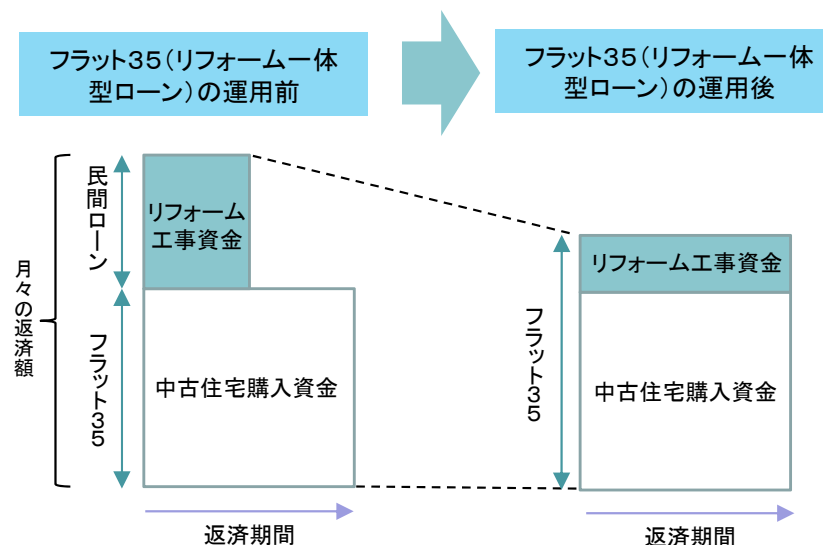 フラット35（リフォーム一体
型ローン）の運用前
フラット35（リフォーム一体
型ローン）の運用後
月々の返済額
民間ローン
フラット35
リフォーム
工事資金
中古住宅購入資金
返済期間
フラット35
リフォーム工事資金
中古住宅購入資金
返済期間